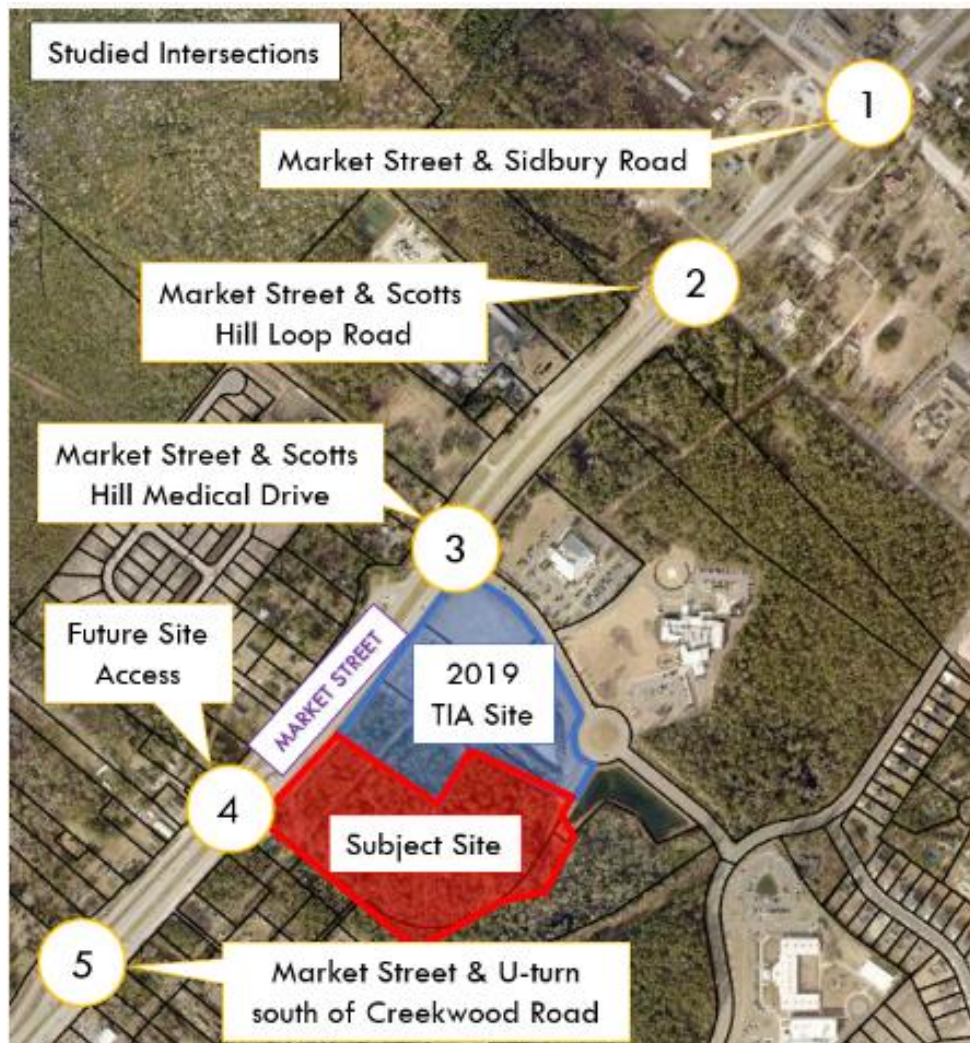 Studied Intersections
1
Market Street & Sidbury Road
2
Market Street & Scotts
Hill Loop Road
Market Street & Scotts
Hill Medical Drive
3
Future Site
Access
MARKET STREET
2019
TIA Site
4
Subject Site
5
Market Street & U-turn
south of Creekwood Road